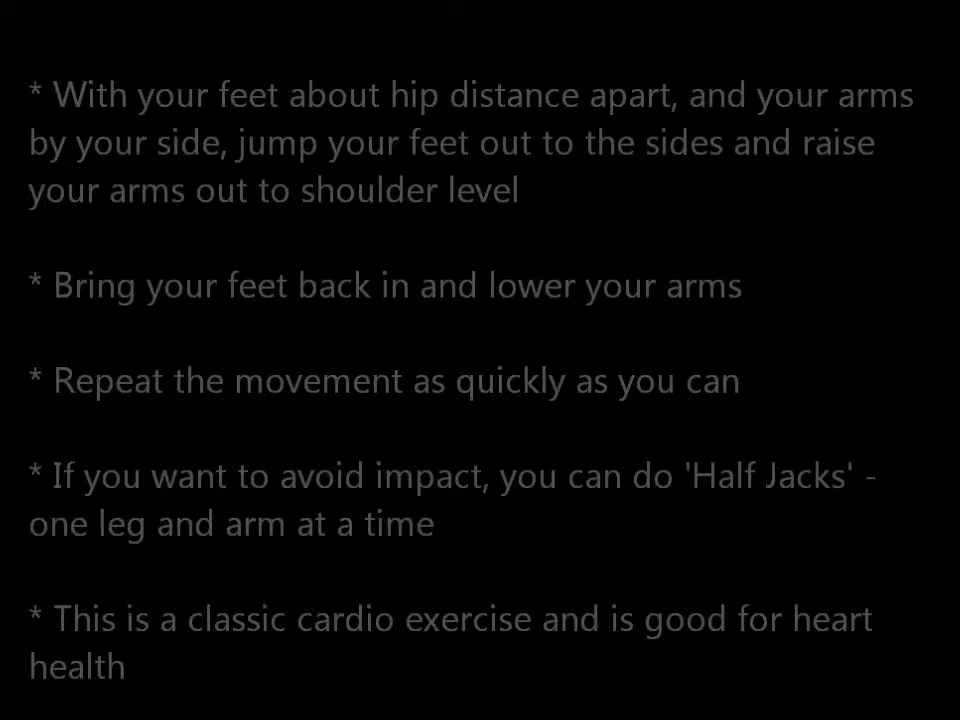 * With your feet about hip distance apart, and your arms
by your side, jump your feet out to the sides and raise
your arms out to shoulder level
* Bring your feet back in and lower your arms
* Repeat the movement as quickly as you can
* If you want to avoid impact, you can do 'Half Jacks' -
one leg and arm at a time
* This is a classic cardio exercise and is good for heart
health